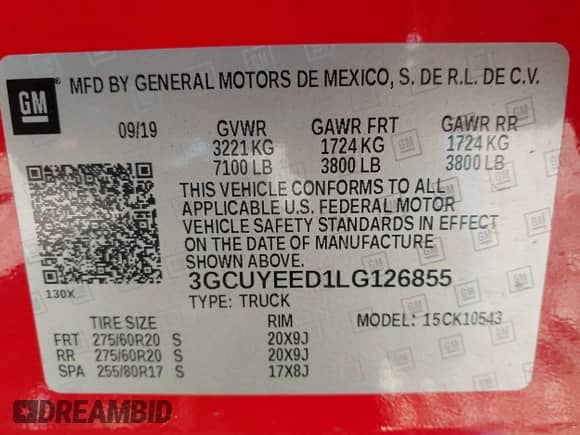 GM
MFD BY GENERAL MOTORS DE MEXICO, S. DE R.L. DE C.V.
09/19 GVWR GAWR FRT GAWR RR
3221 KG 1724 KG 1724 KG
7100 LB 3800 LB 3800 LB
THIS VEHICLE CONFORMS TO ALL
APPLICABLE U.S. FEDERAL MOTOR
VEHICLE SAFETY STANDARDS IN EFFECT
ON THE DATE OF MANUFACTURE
SHOWN ABOVE.
130X
3GCUYEED1LG126855
TYPE: TRUCK
TIRE SIZE RIM MODEL: 15CK10543
FRT 275/60R20 S 20X9J
RR 275/60R20 S 20X9J
SPA 255/80R17 S 17X8J
DREAMBID